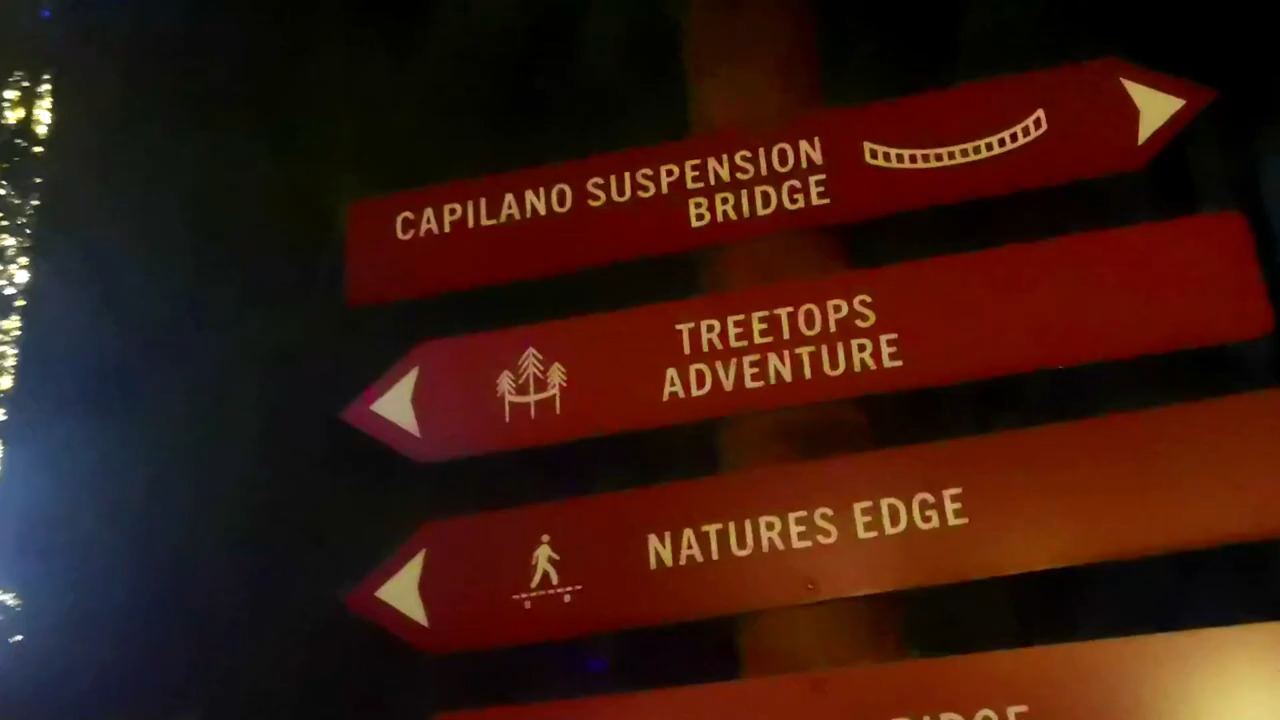 CAPILANO SUSPENSION
BRIDGE
TREETOPS
ADVENTURE
NATURES EDGE